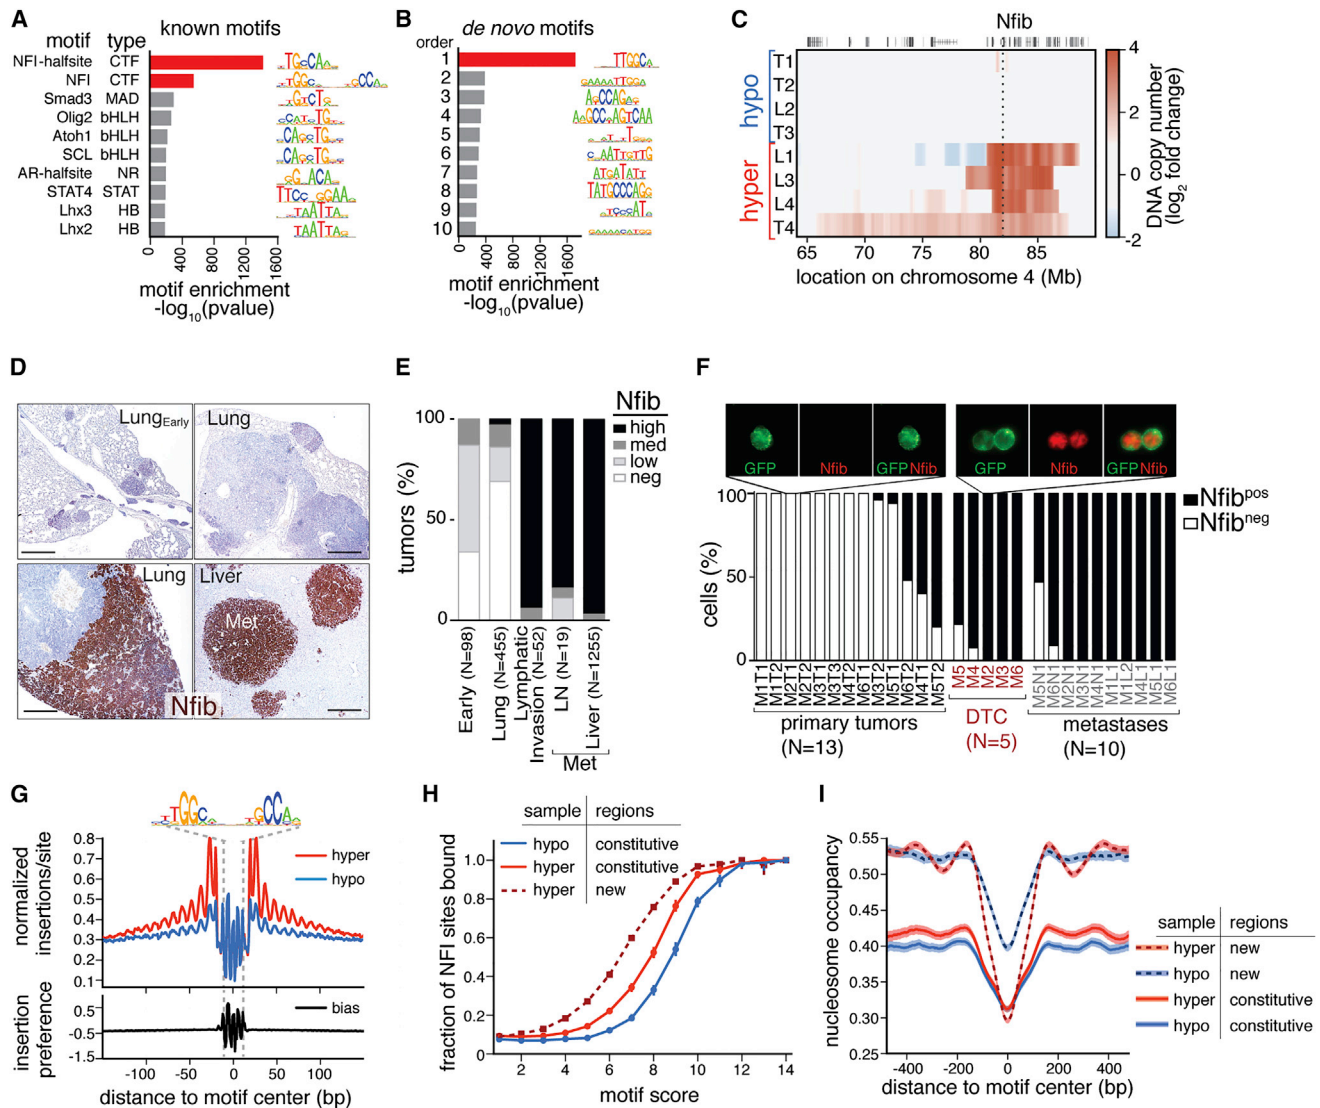 A
known motifs
motif type
NFI-halfsite CTF
NFI CTF
Smad3 MAD
Olig2 bHLH
Atoh1 bHLH
SCL bHLH
AR-halfsite NR
STAT4 STAT
Lhx3 HB
Lhx2 HB
0 400 800 1200 1600
motif enrichment
-log10(pvalue)
B
de novo motifs
order
1
2
3
4
5
6
7
8
9
10
0 400 800 1200 1600
motif enrichment
-log10(pvalue)
C
Nfib
hypo
T1
T2
L2
T3
hyper
L1
L3
L4
T4
65 70 75 80 85
location on chromosome 4 (Mb)
4
2
0
-2
DNA copy number
(log2 fold change)
D
LungEarly
Lung
Lung
Liver
Met
Nfib
E
Nfib
high
med
low
neg
100
50
0
tumors (%)
Early (N=98)
Lung (N=455)
Lymphatic
Invasion (N=52)
LN (N=19)
Liver (N=1255)
Met
F
GFP
Nfib
GFP Nfib
GFP
Nfib
GFP Nfib
Nfibpos
Nfibneg
100
50
0
cells (%)
M1T1
M1T2
M2T1
M2T2
M3T1
M3T3
M4T2
M6T1
M3T2
M5T1
M6T2
M4T1
M5T2
M5
M4
M2
M3
M6
M5N1
M6N1
M2N1
M3N1
M4N1
M1L1
M1L2
M4L1
M5L1
M6L1
primary tumors
(N=13)
DTC
(N=5)
metastases
(N=10)
G
0.8
0.7
0.6
0.5
0.4
0.3
0.2
0.1
normalized
insertions/site
hyper
hypo
0.5
-0.5
-1.5
insertion
preference
bias
-100 -50 0 50 100
distance to motif center (bp)
H
sample regions
hypo constitutive
hyper constitutive
hyper new
1.0
0.8
0.6
0.4
0.2
0
fraction of NFI sites bound
2 4 6 8 10 12 14
motif score
I
0.55
0.50
0.45
0.40
0.35
0.30
0.25
nucleosome occupancy
-400 -200 0 200 400
distance to motif center (bp)
sample regions
hyper new
hypo new
hyper constitutive
hypo constitutive